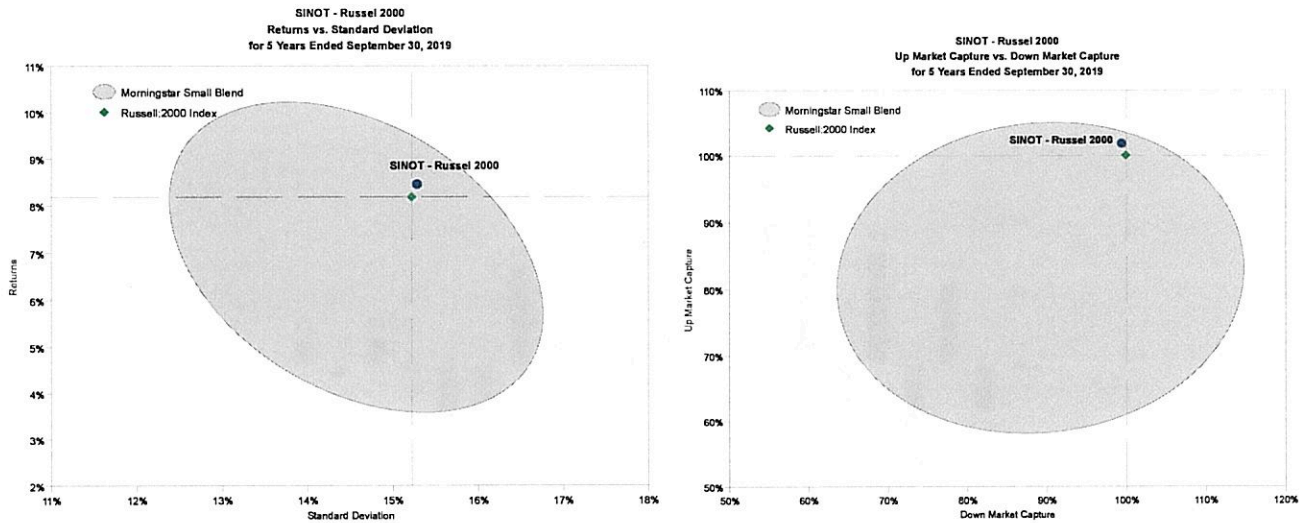 SINOT - Russel 2000
Returns vs. Standard Deviation
for 5 Years Ended September 30, 2019
11%
10%
9%
8%
7%
6%
5%
4%
3%
2%
Returns
Morningstar Small Blend
Russell:2000 Index
SINOT - Russel 2000
11%
12%
13%
14%
15%
16%
17%
18%
Standard Deviation
SINOT - Russel 2000
Up Market Capture vs. Down Market Capture
for 5 Years Ended September 30, 2019
110%
100%
90%
80%
70%
60%
50%
Up Market Capture
Morningstar Small Blend
Russell:2000 Index
SINOT - Russel 2000
50%
60%
70%
80%
90%
100%
110%
120%
Down Market Capture